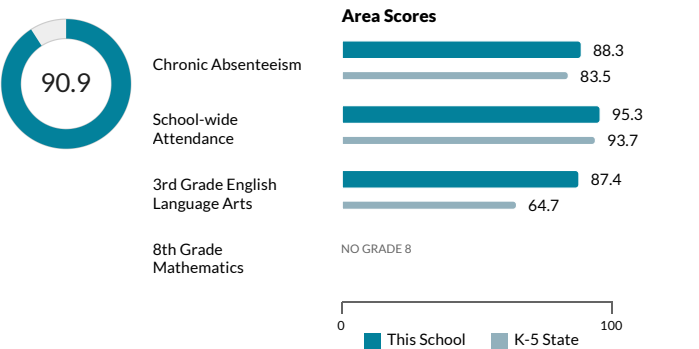 Area Scores
90.9
Chronic Absenteeism
88.3
83.5
School-wide
Attendance
95.3
93.7
3rd Grade English
Language Arts
87.4
64.7
8th Grade
Mathematics
NO GRADE 8
0
100
This School
K-5 State